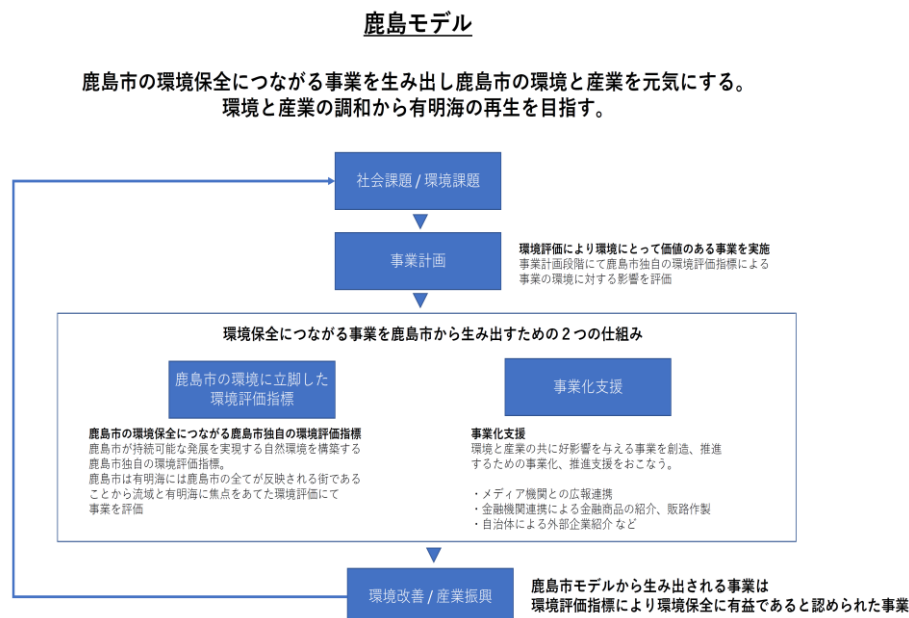 鹿島モデル
鹿島市の環境保全につながる事業を生み出し鹿島市の環境と産業を元気にする。
環境と産業の調和から有明海の再生を目指す。
社会課題 / 環境課題
事業計画
環境評価により環境にとって価値のある事業を実施
事業計画段階にて鹿島市独自の環境評価指標による
事業の環境に対する影響を評価
環境保全につながる事業を鹿島市から生み出すための２つの仕組み
鹿島市の環境に立脚した
環境評価指標
鹿島市の環境保全につながる鹿島市独自の環境評価指標
鹿島市が持続可能な発展を実現する自然環境を構築する
鹿島市独自の環境評価指標。
鹿島市は有明海には鹿島市の全てが反映される街である
ことから流域と有明海に焦点をあてた環境評価にて
事業を評価
事業化支援
事業化支援
環境と産業の共に好影響を与える事業を創造、推進
するための事業化、推進支援をおこなう。
・メディア機関との広報連携
・金融機関連携による金融商品の紹介、販路作製
・自治体による外部企業紹介 など
環境改善 / 産業振興
鹿島市モデルから生み出される事業は
環境評価指標により環境保全に有益であると認められた事業